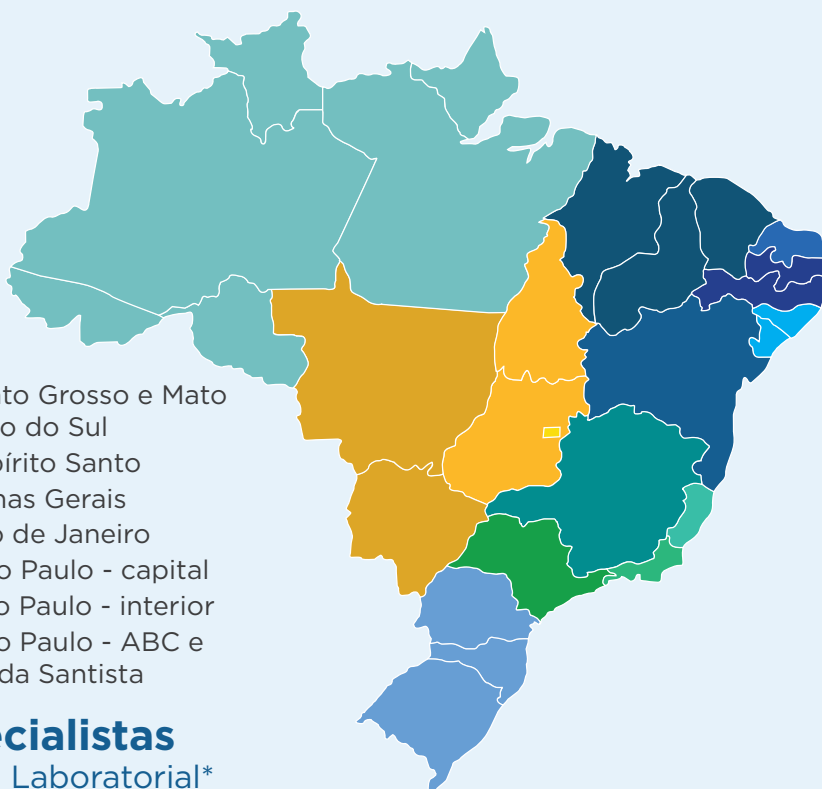 ato Grosso e Mato
o do Sul
pírito Santo
nas Gerais
o de Janeiro
o Paulo - capital
o Paulo - interior
o Paulo - ABC e
da Santista
ecialistas
Laboratorial*